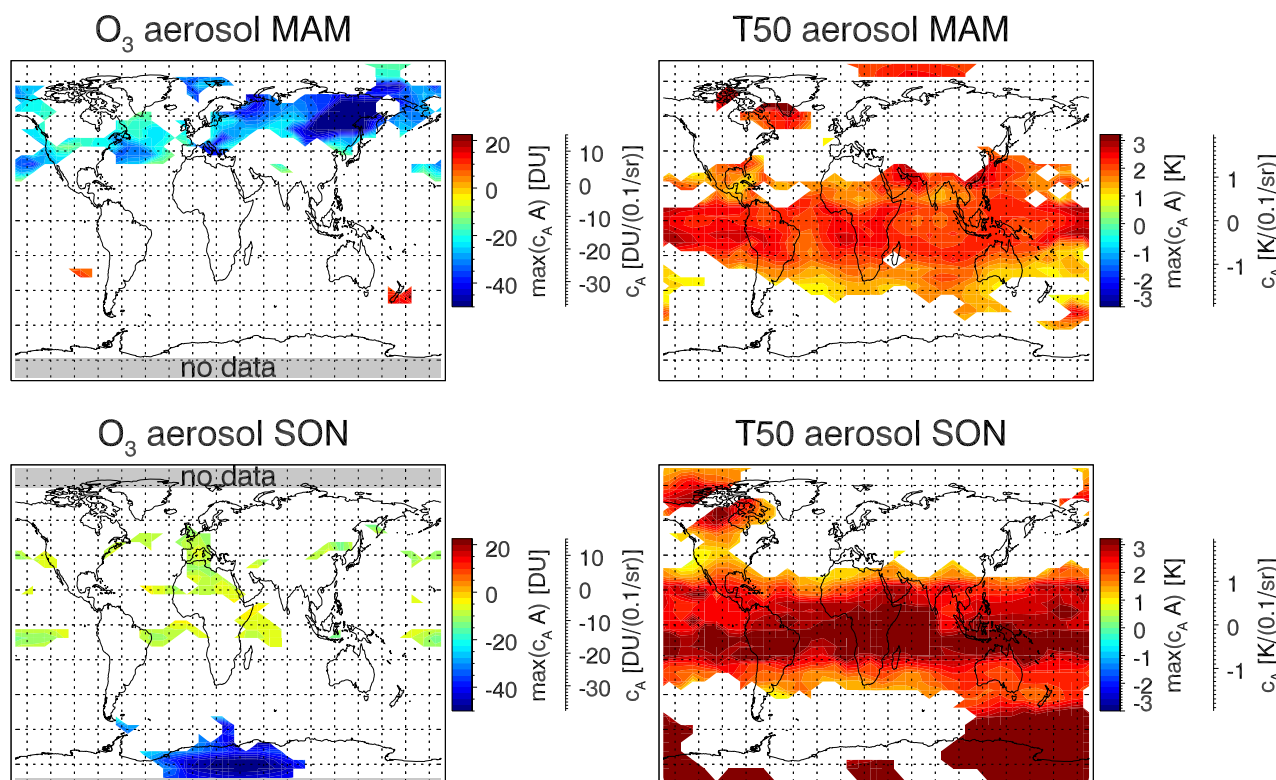 O3 aerosol MAM
T50 aerosol MAM
20
10
0
-10
-20
-30
-40
max(cA A) [DU]
10
0
-10
-20
-30
cA [DU/(0.1/sr)]
3
2
1
0
-1
-2
-3
max(cA A) [K]
1
0
-1
cA [K/(0.1/sr)]
no data
O3 aerosol SON
T50 aerosol SON
no data
20
0
-20
-40
max(cA A) [DU]
10
0
-10
-20
-30
cA [DU/(0.1/sr)]
3
2
1
0
-1
-2
-3
max(cA A) [K]
1
0
-1
cA [K/(0.1/sr)]